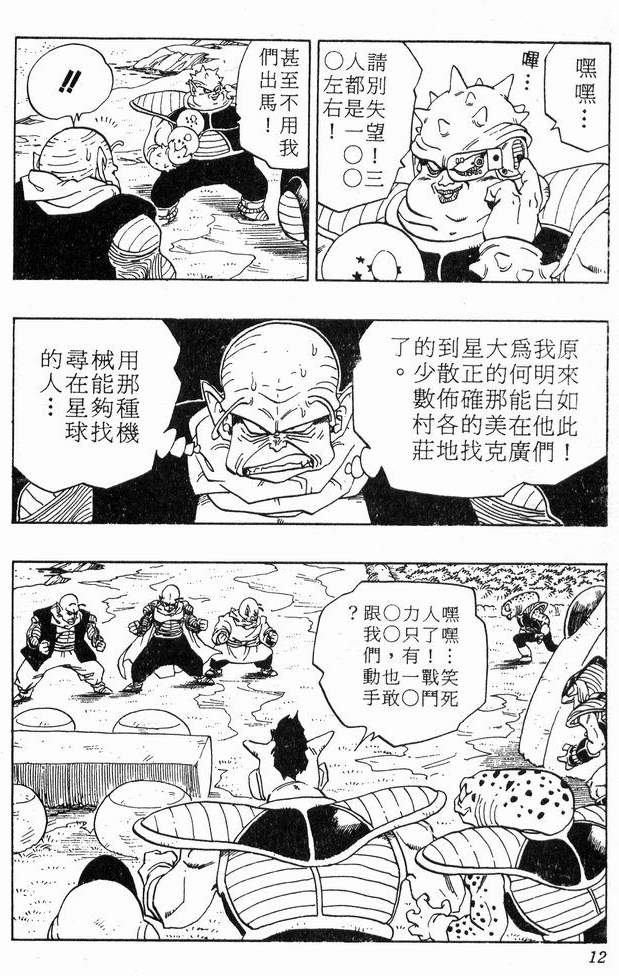 嘿嘿…
嗶…
請別失望!三
人都是一○○
○左右!
甚至不用我
們出馬!
!!
原來如此!
我明白他們
爲何能在廣
大的那美克
星正確的找
到散佈各地
的少數村莊
了。
用那種機
械能夠找
尋在星球
的人…
嘿嘿…笑死
人了!戰鬥
力只有一○
○○,也敢
跟我們動手
?
12